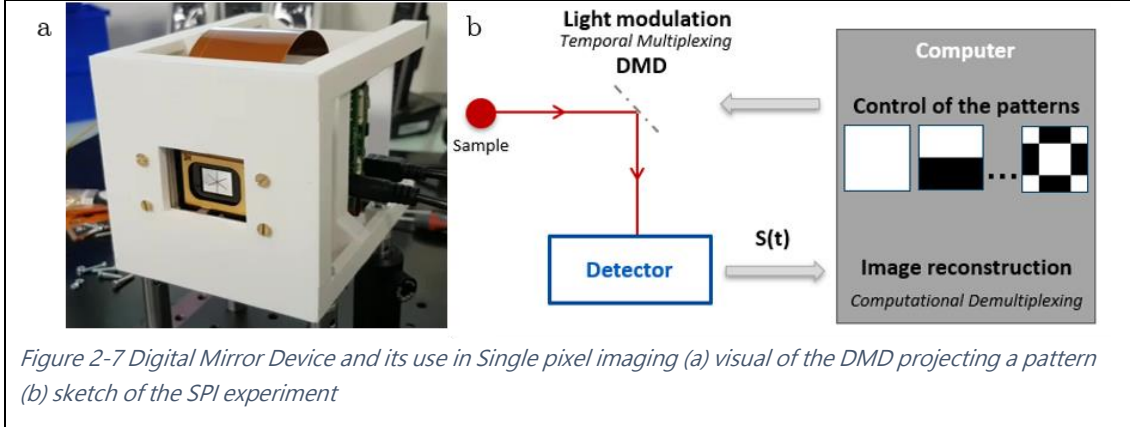 a
b
Light modulation
Temporal Multiplexing
DMD
Sample
Detector
S(t)
Computer
Control of the patterns
...
Image reconstruction
Computational Demultiplexing
Figure 2-7 Digital Mirror Device and its use in Single pixel imaging (a) visual of the DMD projecting a pattern
(b) sketch of the SPI experiment